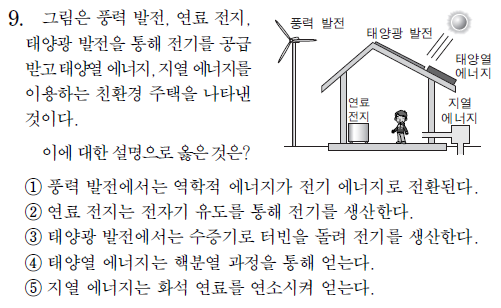 9. 그림은 풍력 발전, 연료 전지,
태양광 발전을 통해 전기를 공급
받고 태양열 에너지, 지열 에너지를
이용하는 친환경 주택을 나타낸
것이다.
이에 대한 설명으로 옳은 것은?
풍력 발전
태양광 발전
태양열
에너지
연료
전지
지열
에너지
① 풍력 발전에서는 역학적 에너지가 전기 에너지로 전환된다.
② 연료 전지는 전자기 유도를 통해 전기를 생산한다.
③ 태양광 발전에서는 수증기로 터빈을 돌려 전기를 생산한다.
④ 태양열 에너지는 핵분열 과정을 통해 얻는다.
⑤ 지열 에너지는 화석 연료를 연소시켜 얻는다.